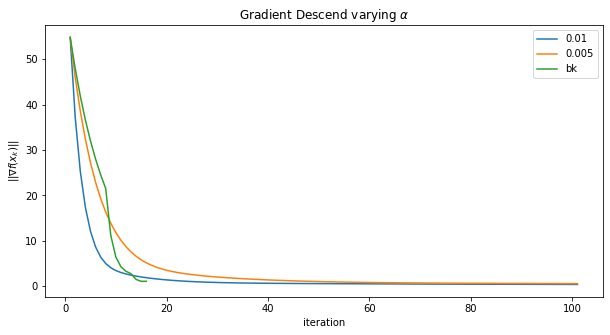 Gradient Descend varying α
0.01
0.005
bk
||∇f(x_k)||
50
40
30
20
10
0
0 20 40 60 80 100
iteration